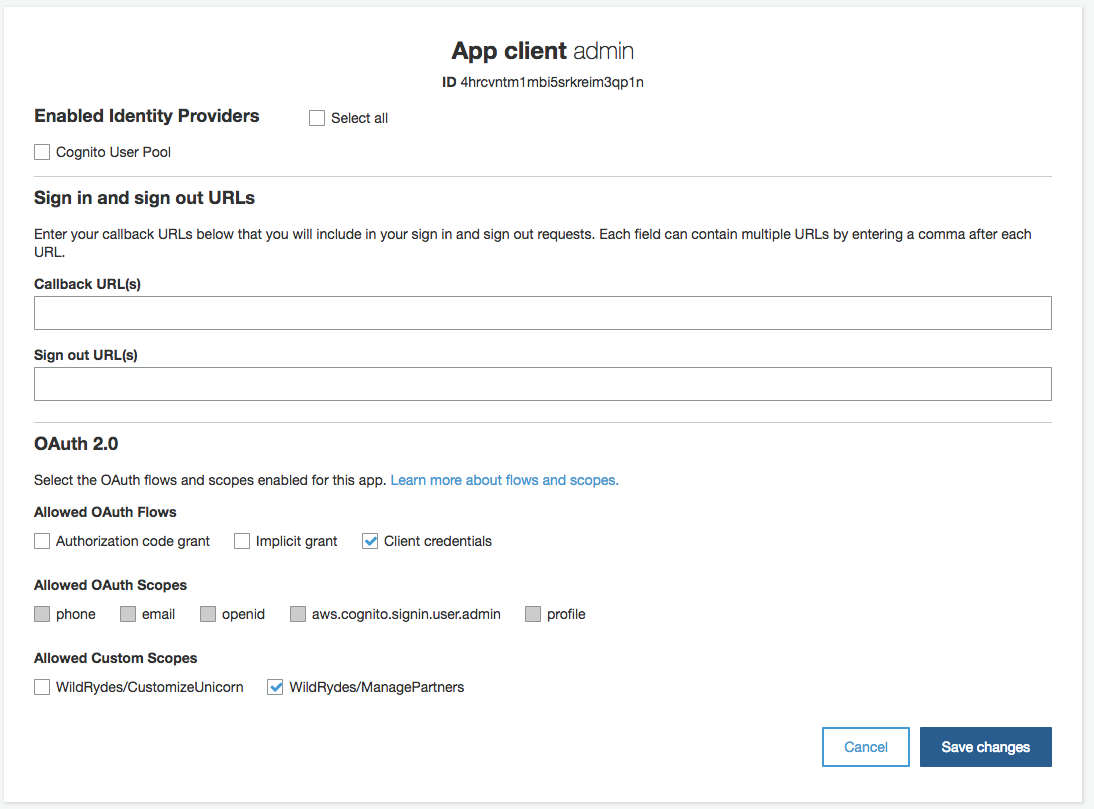 App client admin
ID 4hrcvntm1mbi5srkreim3qp1n
Enabled Identity Providers Select all
Cognito User Pool
Sign in and sign out URLs
Enter your callback URLs below that you will include in your sign in and sign out requests. Each field can contain multiple URLs by entering a comma after each
URL.
Callback URL(s)
Sign out URL(s)
OAuth 2.0
Select the OAuth flows and scopes enabled for this app. Learn more about flows and scopes.
Allowed OAuth Flows
Authorization code grant Implicit grant Client credentials
Allowed OAuth Scopes
phone email openid aws.cognito.signin.user.admin profile
Allowed Custom Scopes
WildRydes/CustomizeUnicorn WildRydes/ManagePartners
Cancel Save changes